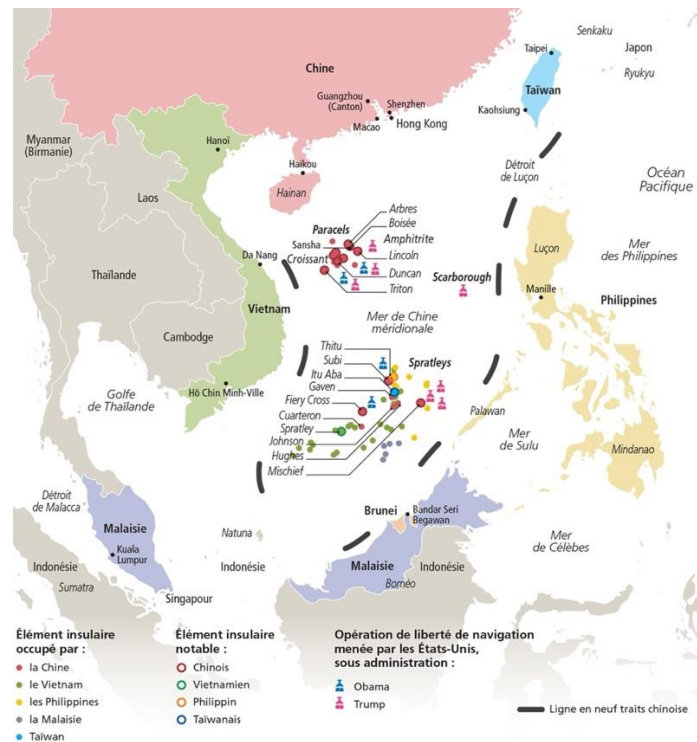 Senkaku
Taipei
Japon
Chine
Ryukyu
Guangzhou
(Canton)
Shenzhen
Taïwan
Macao
Hong Kong
Kaohsiung
Myanmar
(Birmanie)
Hanoï
Détroit
de Luçon
Océan
Pacifique
Haikou
Laos
Hainan
Arbres
Boisée
Paracels
Amphitrite
Sansha
Lincoln
Croissant
Duncan
Triton
Luçon
Mer
des Philippines
Da Nang
Thaïlande
Scarborough
Manille
Philippines
Vietnam
Mer de Chine
méridionale
Cambodge
Thitu
Subi
Spratleys
Itu Aba
Gaven
Hô Chin Minh-Ville
Golfe
de Thaïlande
Fiery Cross
Cuarteron
Spratley
Johnson
Hughes
Mischief
Palawan
Mer
de Sulu
Mindanao
Détroit
de Malacca
Brunei
Bandar Seri
Begawan
Malaisie
Natuna
Kuala
Lumpur
Mer
de Célèbes
Indonésie
Sumatra
Indonésie
Malaisie
Indonésie
Bornéo
Singapour
Élément insulaire
occupé par :
la Chine
le Vietnam
les Philippines
la Malaisie
Taïwan
Élément insulaire
notable :
Chinois
Vietnamien
Philippin
Taïwanais
Opération de liberté de navigation
menée par les États-Unis,
sous administration :
Obama
Trump
Ligne en neuf traits chinoise